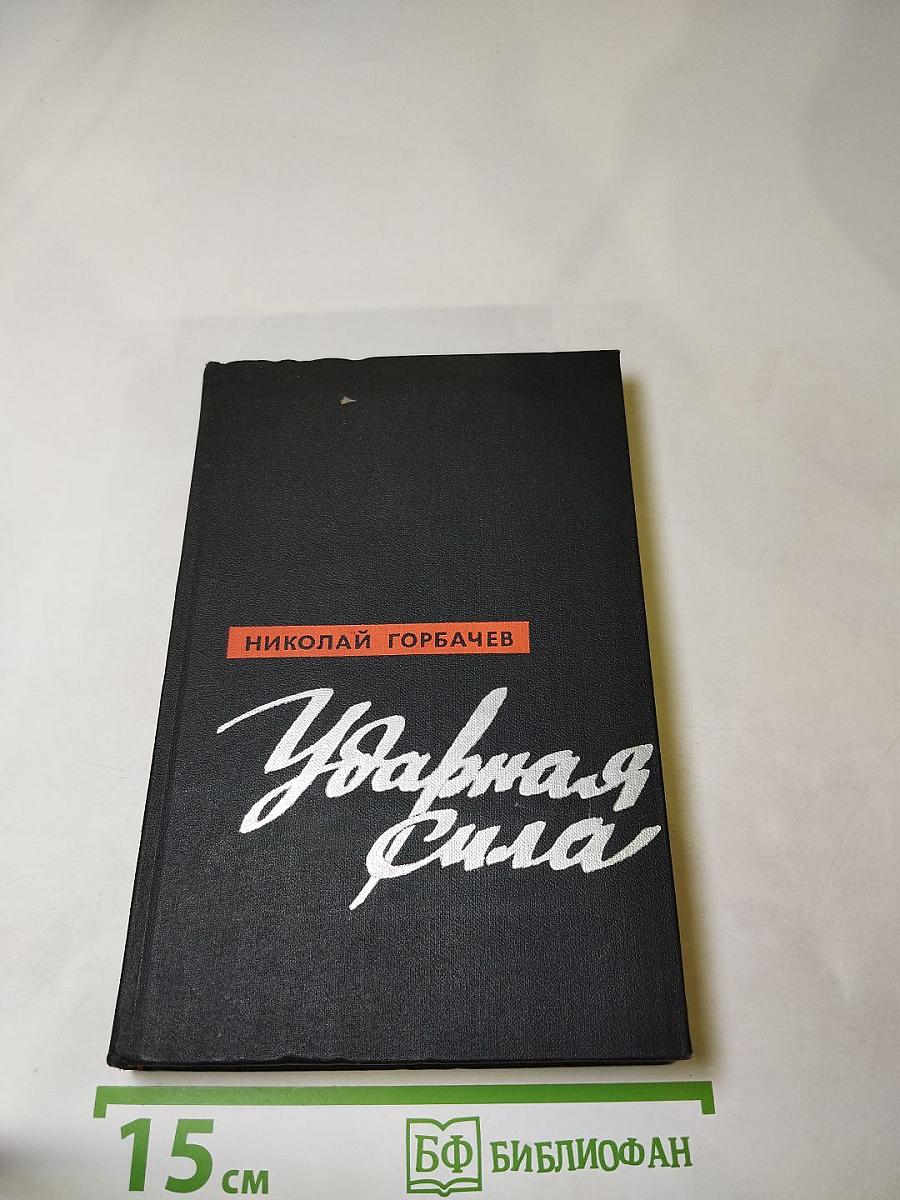 НИКОЛАЙ ГОРБАЧЕВ
Ударная
сила
15 см
БФ БИБЛИОФАН